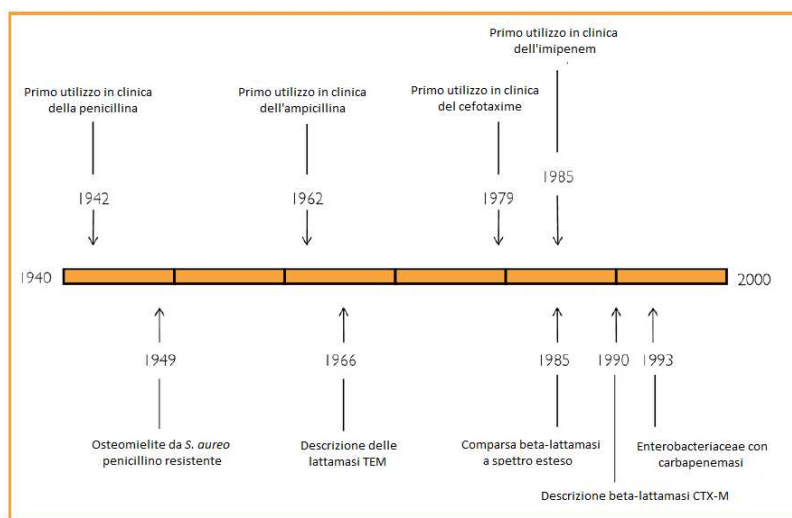 Primo utilizzo in clinica
dell'imipenem
Primo utilizzo in clinica
della penicillina
Primo utilizzo in clinica
dell'ampicillina
Primo utilizzo in clinica
del cefotaxime
1942
1962
1979
1985
1940
2000
1949
1966
1985
1990
1993
Osteomielite da S. aureo
penicillino resistente
Descrizione delle
lattamasi TEM
Comparsa beta-lattamasi
a spettro esteso
Enterobacteriaceae con
carbapenemasi
Descrizione beta-lattamasi CTX-M